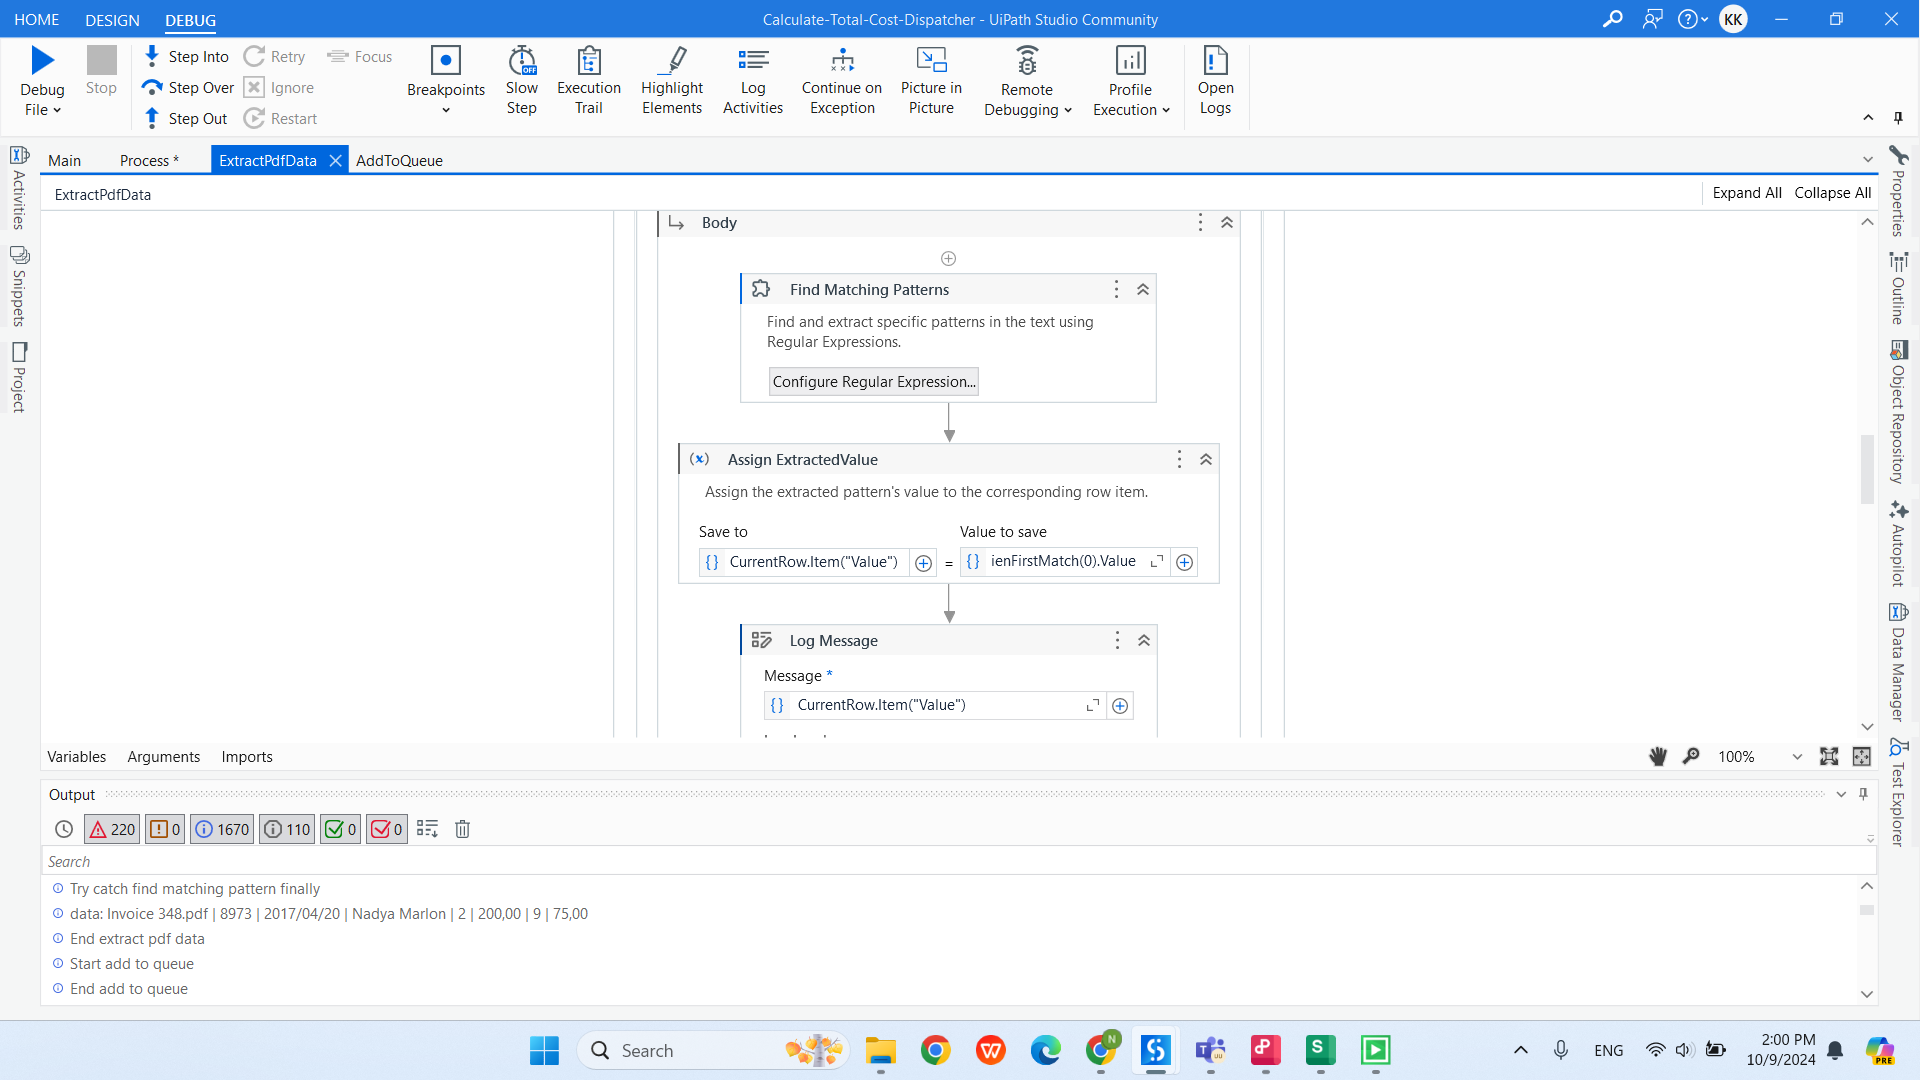 HOME DESIGN DEBUG
Calculate-Total-Cost-Dispatcher - UiPath Studio Community
KK
Debug File
Stop
Step Into
Step Over
Step Out
Retry
Ignore
Restart
Focus
Breakpoints
OFF
Slow Step
Execution Trail
Highlight Elements
Log Activities
Continue on Exception
Picture in Picture
Remote Debugging
Profile Execution
Open Logs
Main
Process *
ExtractPdfData
AddToQueue
ExtractPdfData
Expand All Collapse All
Activities
Snippets
Project
Properties
Outline
Object Repository
Autopilot
Data Manager
Test Explorer
Body
Find Matching Patterns
Find and extract specific patterns in the text using
Regular Expressions.
Configure Regular Expression...
(x) Assign ExtractedValue
Assign the extracted pattern's value to the corresponding row item.
Save to Value to save
{} CurrentRow.Item("Value") = {} ienFirstMatch(0).Value
Log Message
Message *
{} CurrentRow.Item("Value")
Variables Arguments Imports
100%
Output
220 0 1670 110 0 0
Search
Try catch find matching pattern finally
data: Invoice 348.pdf | 8973 | 2017/04/20 | Nadya Marlon | 2 | 200,00 | 9 | 75,00
End extract pdf data
Start add to queue
End add to queue
Search
N
ENG
2:00 PM
10/9/2024
PRE